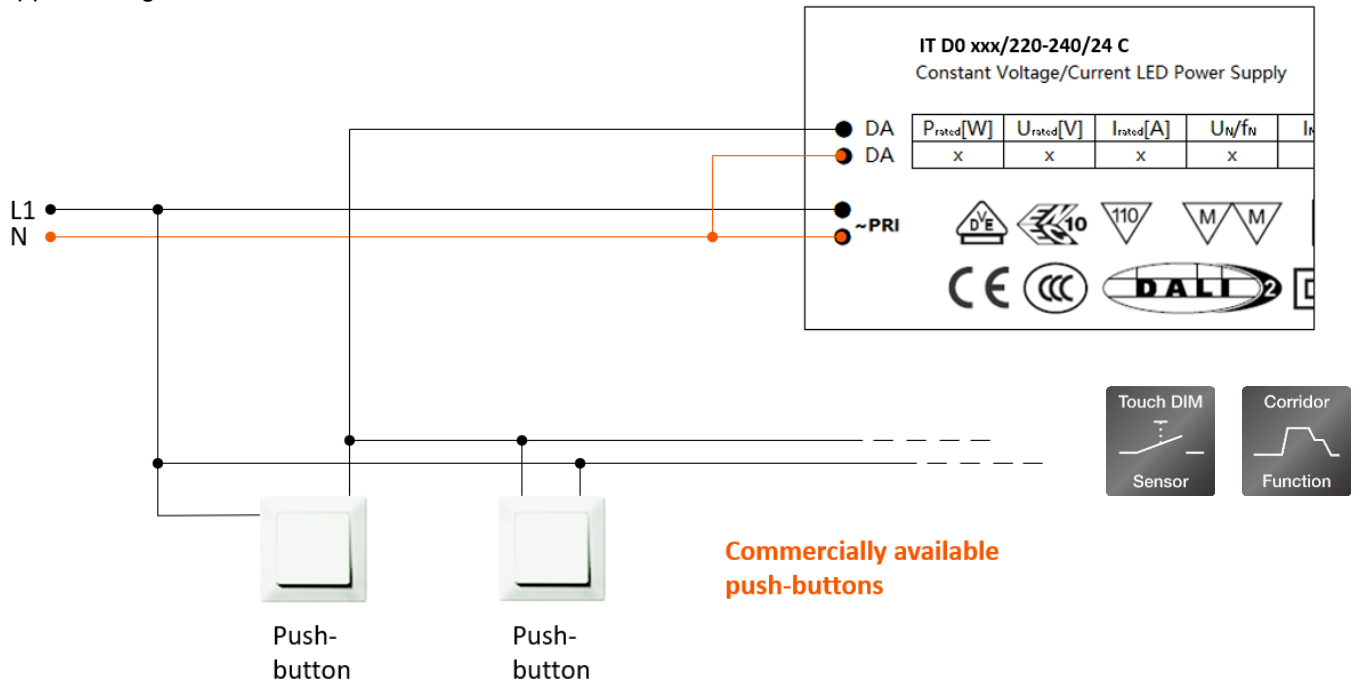 IT D0 xxx/220-240/24 C
Constant Voltage/Current LED Power Supply
DA
Prated[W] Urated[V] Irated[A] UN/fN
DA
x x x x
L1
N
~PRI
DVE
10
110
M M
CE
CCC
DALI 2
Touch DIM
Sensor
Corridor
Function
Commercially available
push-buttons
Push-
button
Push-
button